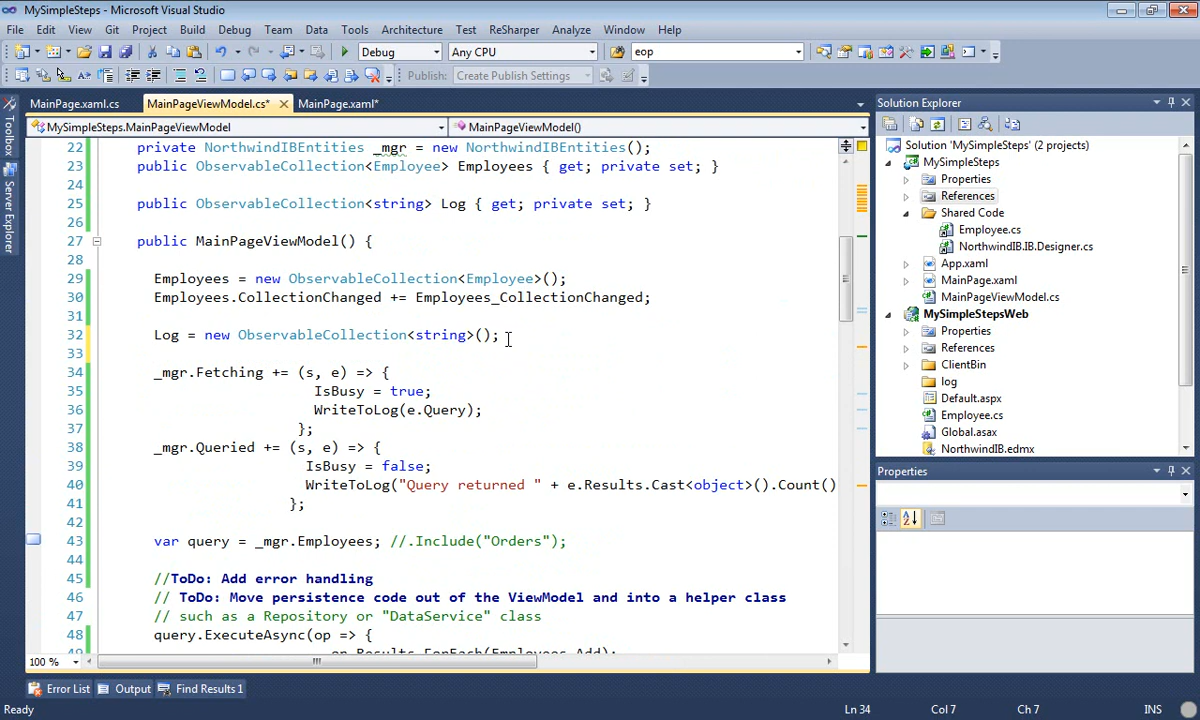 MySimpleSteps - Microsoft Visual Studio
File Edit View Git Project Build Debug Team Data Tools Architecture Test ReSharper Analyze Window Help
Debug Any CPU eop
Publish: Create Publish Settings
Toolbox
Server Explorer
MainPage.xaml.cs MainPageViewModel.cs* MainPage.xaml*
MySimpleSteps.MainPageViewModel MainPageViewModel()
22 private NorthwindIBEntities _mgr = new NorthwindIBEntities();
23 public ObservableCollection<Employee> Employees { get; private set; }
24
25 public ObservableCollection<string> Log { get; private set; }
26
27 public MainPageViewModel() {
28
29 Employees = new ObservableCollection<Employee>();
30 Employees.CollectionChanged += Employees_CollectionChanged;
31
32 Log = new ObservableCollection<string>();
33
34 _mgr.Fetching += (s, e) => {
35 IsBusy = true;
36 WriteToLog(e.Query);
37 };
38 _mgr.Queried += (s, e) => {
39 IsBusy = false;
40 WriteToLog("Query returned " + e.Results.Cast<object>().Count()
41 };
42
43 var query = _mgr.Employees; //.Include("Orders");
44
45 //ToDo: Add error handling
46 // ToDo: Move persistence code out of the ViewModel and into a helper class
47 // such as a Repository or "DataService" class
48 query.ExecuteAsync(op => {
49 op.Results.ForEach(Employees.Add);
100 %
Error List Output Find Results 1
Ready Ln 34 Col 7 Ch 7 INS
Solution Explorer
Solution 'MySimpleSteps' (2 projects)
MySimpleSteps
Properties
References
Shared Code
Employee.cs
NorthwindIB.IB.Designer.cs
App.xaml
MainPage.xaml
MainPageViewModel.cs
MySimpleStepsWeb
Properties
References
ClientBin
log
Default.aspx
Employee.cs
Global.asax
NorthwindIB.edmx
Properties